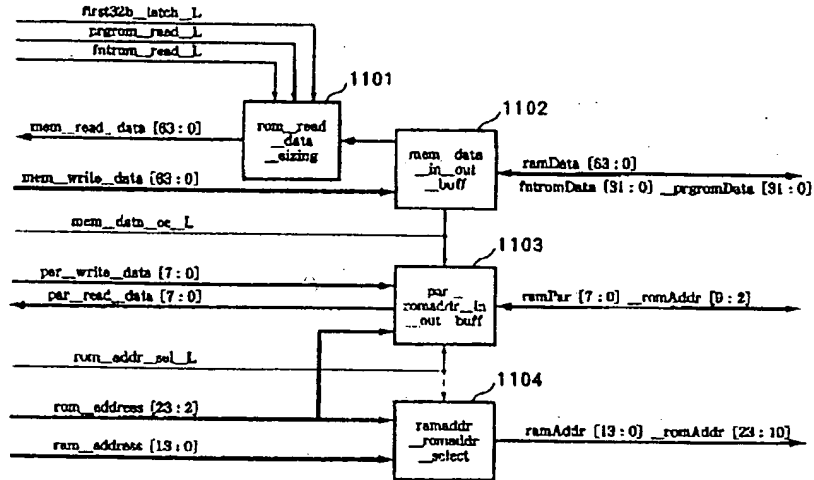 first32b_latch_L
prgrom_read_L
fntrom_read_L
1101
rom_read
_data
_sizing
mem_read_data [63:0]
1102
mem_data
_in_out
_buff
ramData [63:0]
fntromData [31:0] _prgromData [31:0]
mem_write_data [63:0]
mem_data_oe_L
1103
par_write_data [7:0]
par_read_data [7:0]
par_
romaddr_in
_out_buff
ramPar [7:0] _romAddr [9:2]
rom_addr_sel_L
1104
rom_address [23:2]
ram_address [13:0]
ramaddr
_romaddr
_select
ramAddr [13:0] _romAddr [23:10]